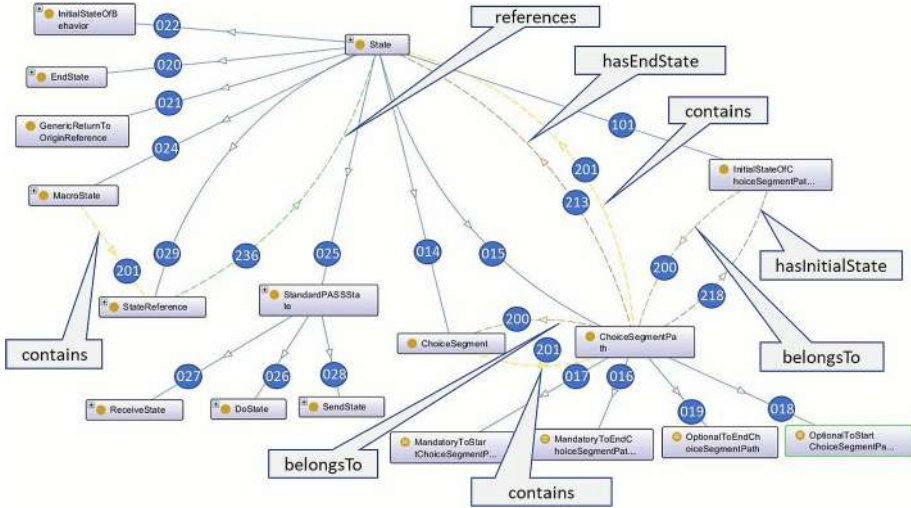 references
InitialStateOfB
ehavior
022
State
hasEndState
020
EndState
contains
021
GenericReturnTo
OriginReference
101
024
201
InitialStateOfC
hoiceSegmentPat...
MacroState
213
029
236
025
014
015
200
201
218
hasInitialState
StateReference
StandardPASSSta
te
200
ChoiceSegmentPa
th
contains
ChoiceSegment
201
belongsTo
027
026
028
017
016
019
018
ReceiveState
DoState
SendState
MandatoryToStar
tChoiceSegmentP...
MandatoryToEndC
hoiceSegmentPat...
OptionalToEndCh
oiceSegmentPath
OptionalToStart
ChoiceSegmentPa...
belongsTo
contains